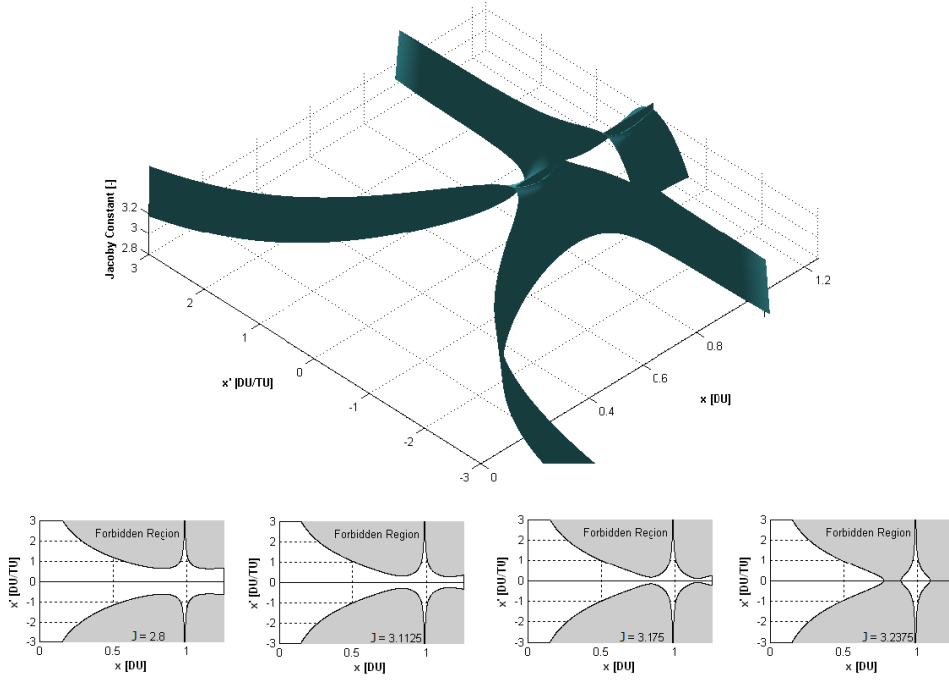 Jacoby Constant [-]
3.2
3
2.8
3
2
1
0
-1
-2
-3
x' [DU/TU]
0
0.4
0.6
0.8
1.2
x [DU]
Forbidden Region
3
2
1
0
-1
-2
-3
x' [DU/TU]
J = 2.8
0
0.5
1
x [DU]
Forbidden Region
3
2
1
0
-1
-2
-3
x' [DU/TU]
J = 3.1125
0
0.5
1
x [DU]
Forbidden Region
3
2
1
0
-1
-2
-3
x' [DU/TU]
J = 3.175
0
0.5
1
x [DU]
Forbidden Region
3
2
1
0
-1
-2
-3
x' [DU/TU]
J = 3.2375
0
0.5
1
x [DU]